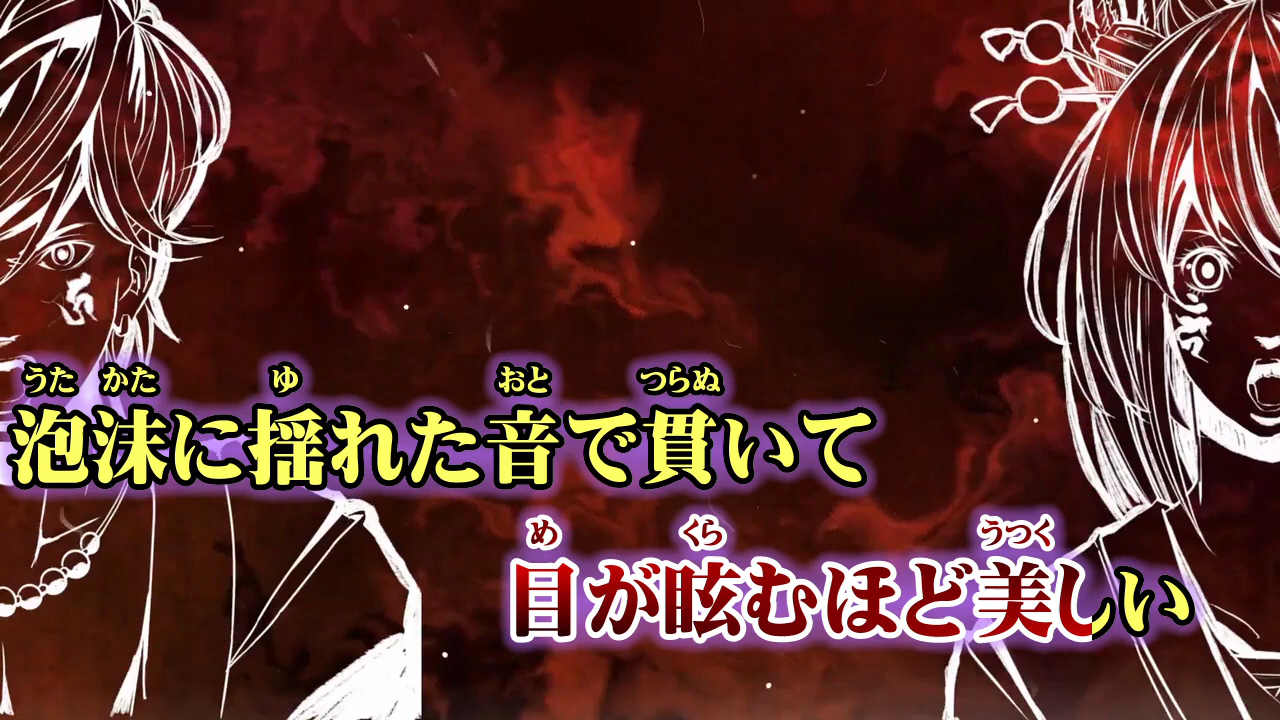 うた かた ゆ おと つらぬ
泡沫に揺れた音で貫いて
め くら うつく
目が眩むほど美しい